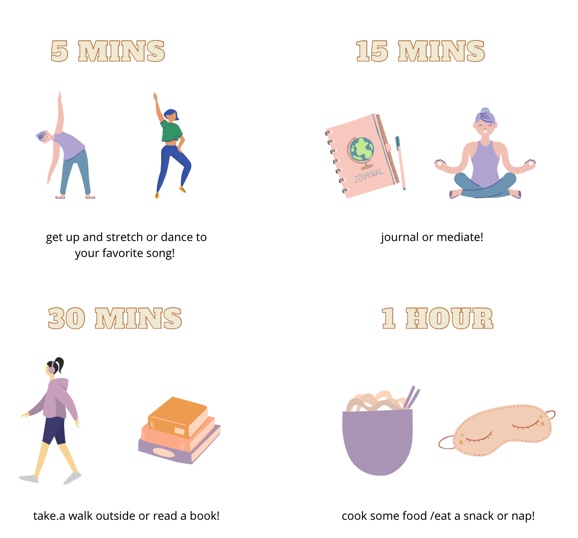 5 MINS
15 MINS
JOURNAL
get up and stretch or dance to
your favorite song!
journal or mediate!
30 MINS
1 HOUR
take.a walk outside or read a book!
cook some food /eat a snack or nap!